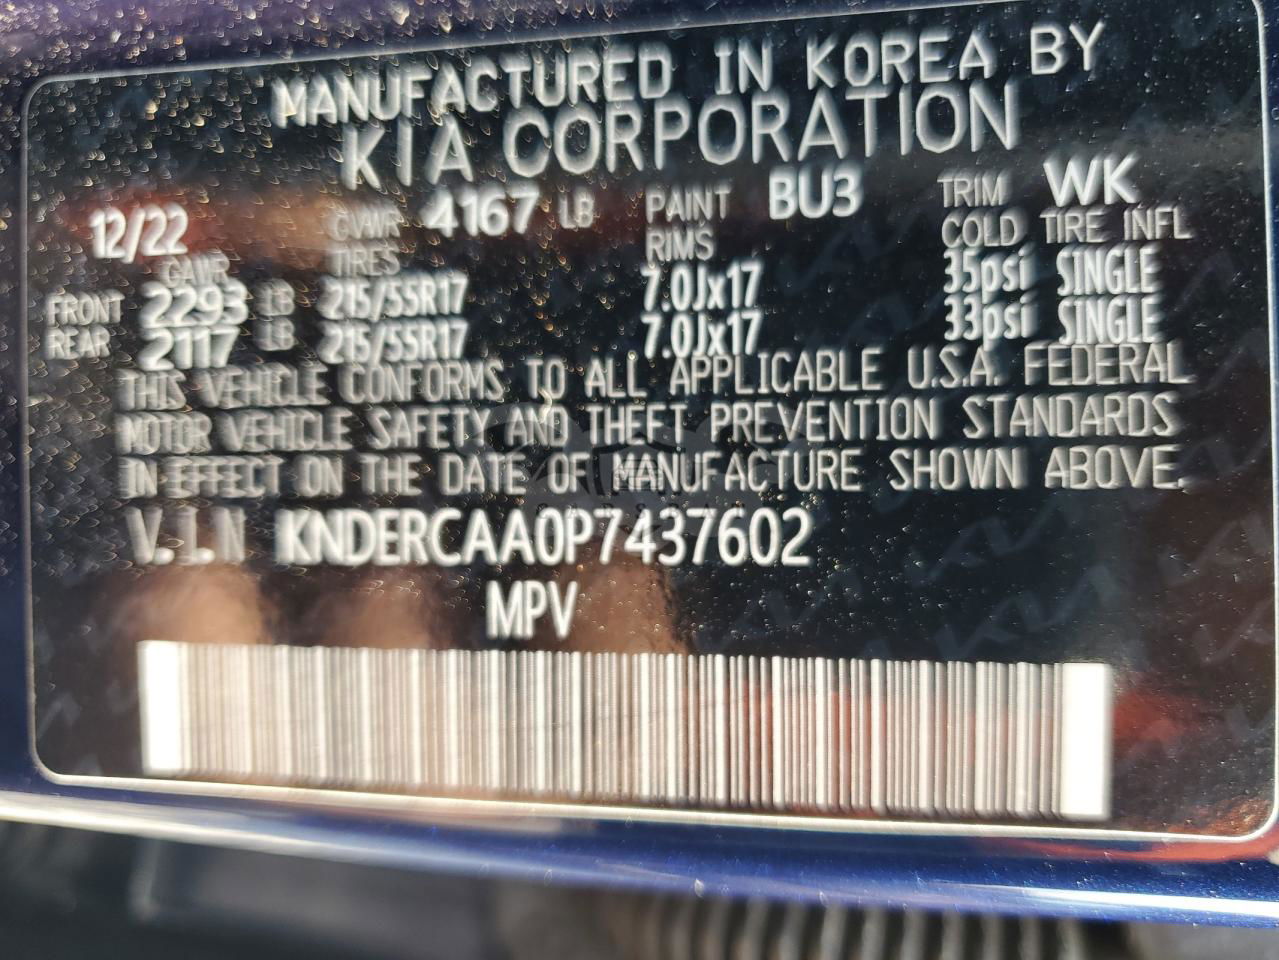 MANUFACTURED IN KOREA BY
KIA CORPORATION
12/22 GVWR 4167 LB PAINT BU3 TRIM WK
GAWR TIRES RIMS COLD TIRE INFL
FRONT 2293 LB 215/55R17 7.0Jx17 35psi SINGLE
REAR 2117 LB 215/55R17 7.0Jx17 33psi SINGLE
THIS VEHICLE CONFORMS TO ALL APPLICABLE U.S.A. FEDERAL
MOTOR VEHICLE SAFETY AND THEFT PREVENTION STANDARDS
IN EFFECT ON THE DATE OF MANUFACTURE SHOWN ABOVE.
V.I.N KNDERCAA0P7437602
MPV